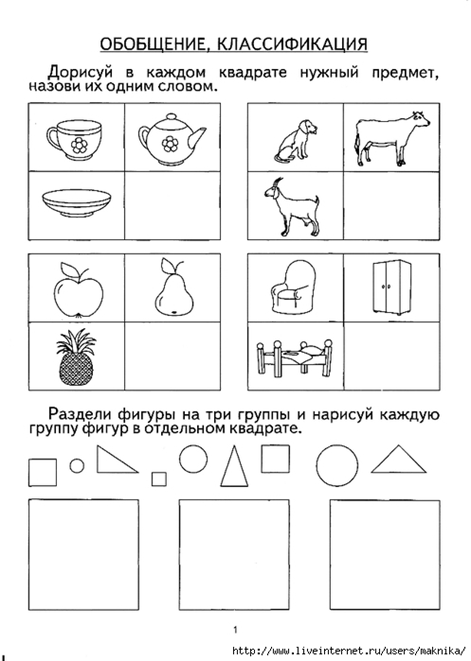 ОБОБЩЕНИЕ, КЛАССИФИКАЦИЯ
Дорисуй в каждом квадрате нужный предмет,
назови их одним словом.
Раздели фигуры на три группы и нарисуй каждую
группу фигур в отдельном квадрате.
1
http://www.liveinternet.ru/users/maknika/